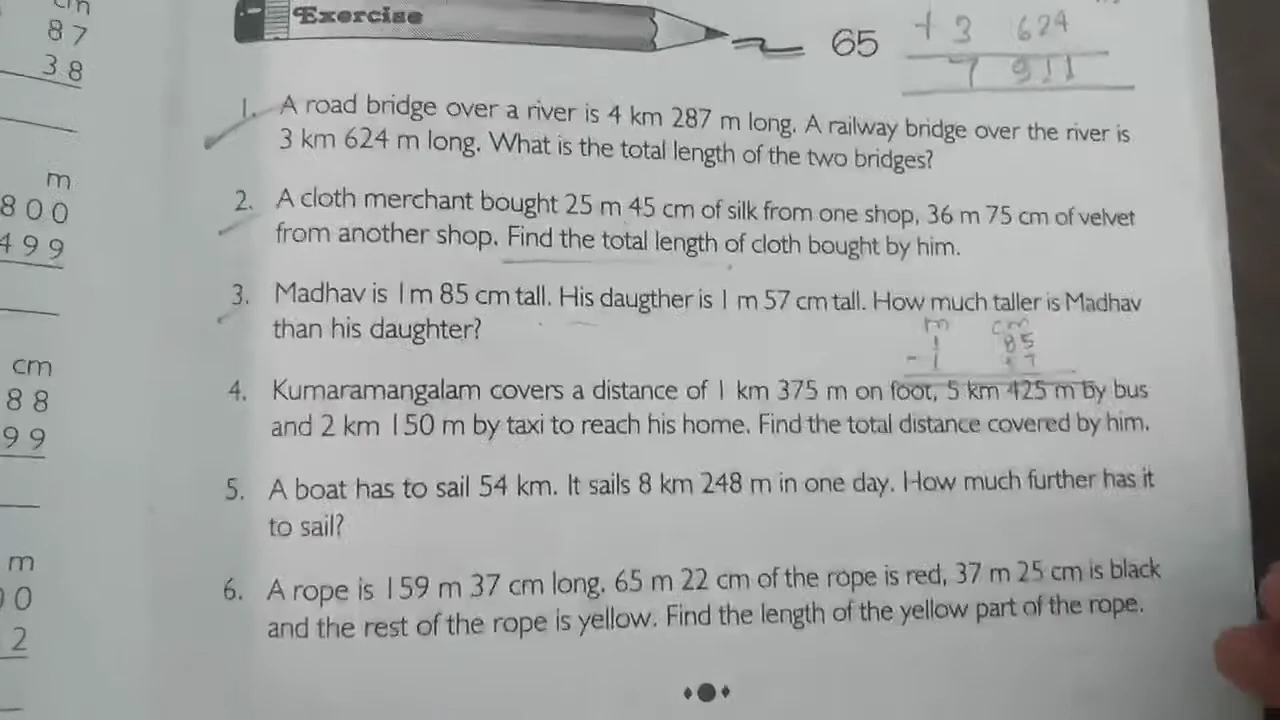 cm
87
38
m
800
499
cm
88
99
m
0
2
Exercise
65
+ 3 624
7 911
1. A road bridge over a river is 4 km 287 m long. A railway bridge over the river is
3 km 624 m long. What is the total length of the two bridges?
2. A cloth merchant bought 25 m 45 cm of silk from one shop, 36 m 75 cm of velvet
from another shop. Find the total length of cloth bought by him.
3. Madhav is 1 m 85 cm tall. His daugther is 1 m 57 cm tall. How much taller is Madhav
than his daughter?
m cm
1 85
- 1 7
4. Kumaramangalam covers a distance of 1 km 375 m on foot, 5 km 425 m by bus
and 2 km 150 m by taxi to reach his home. Find the total distance covered by him.
5. A boat has to sail 54 km. It sails 8 km 248 m in one day. How much further has it
to sail?
6. A rope is 159 m 37 cm long. 65 m 22 cm of the rope is red, 37 m 25 cm is black
and the rest of the rope is yellow. Find the length of the yellow part of the rope.